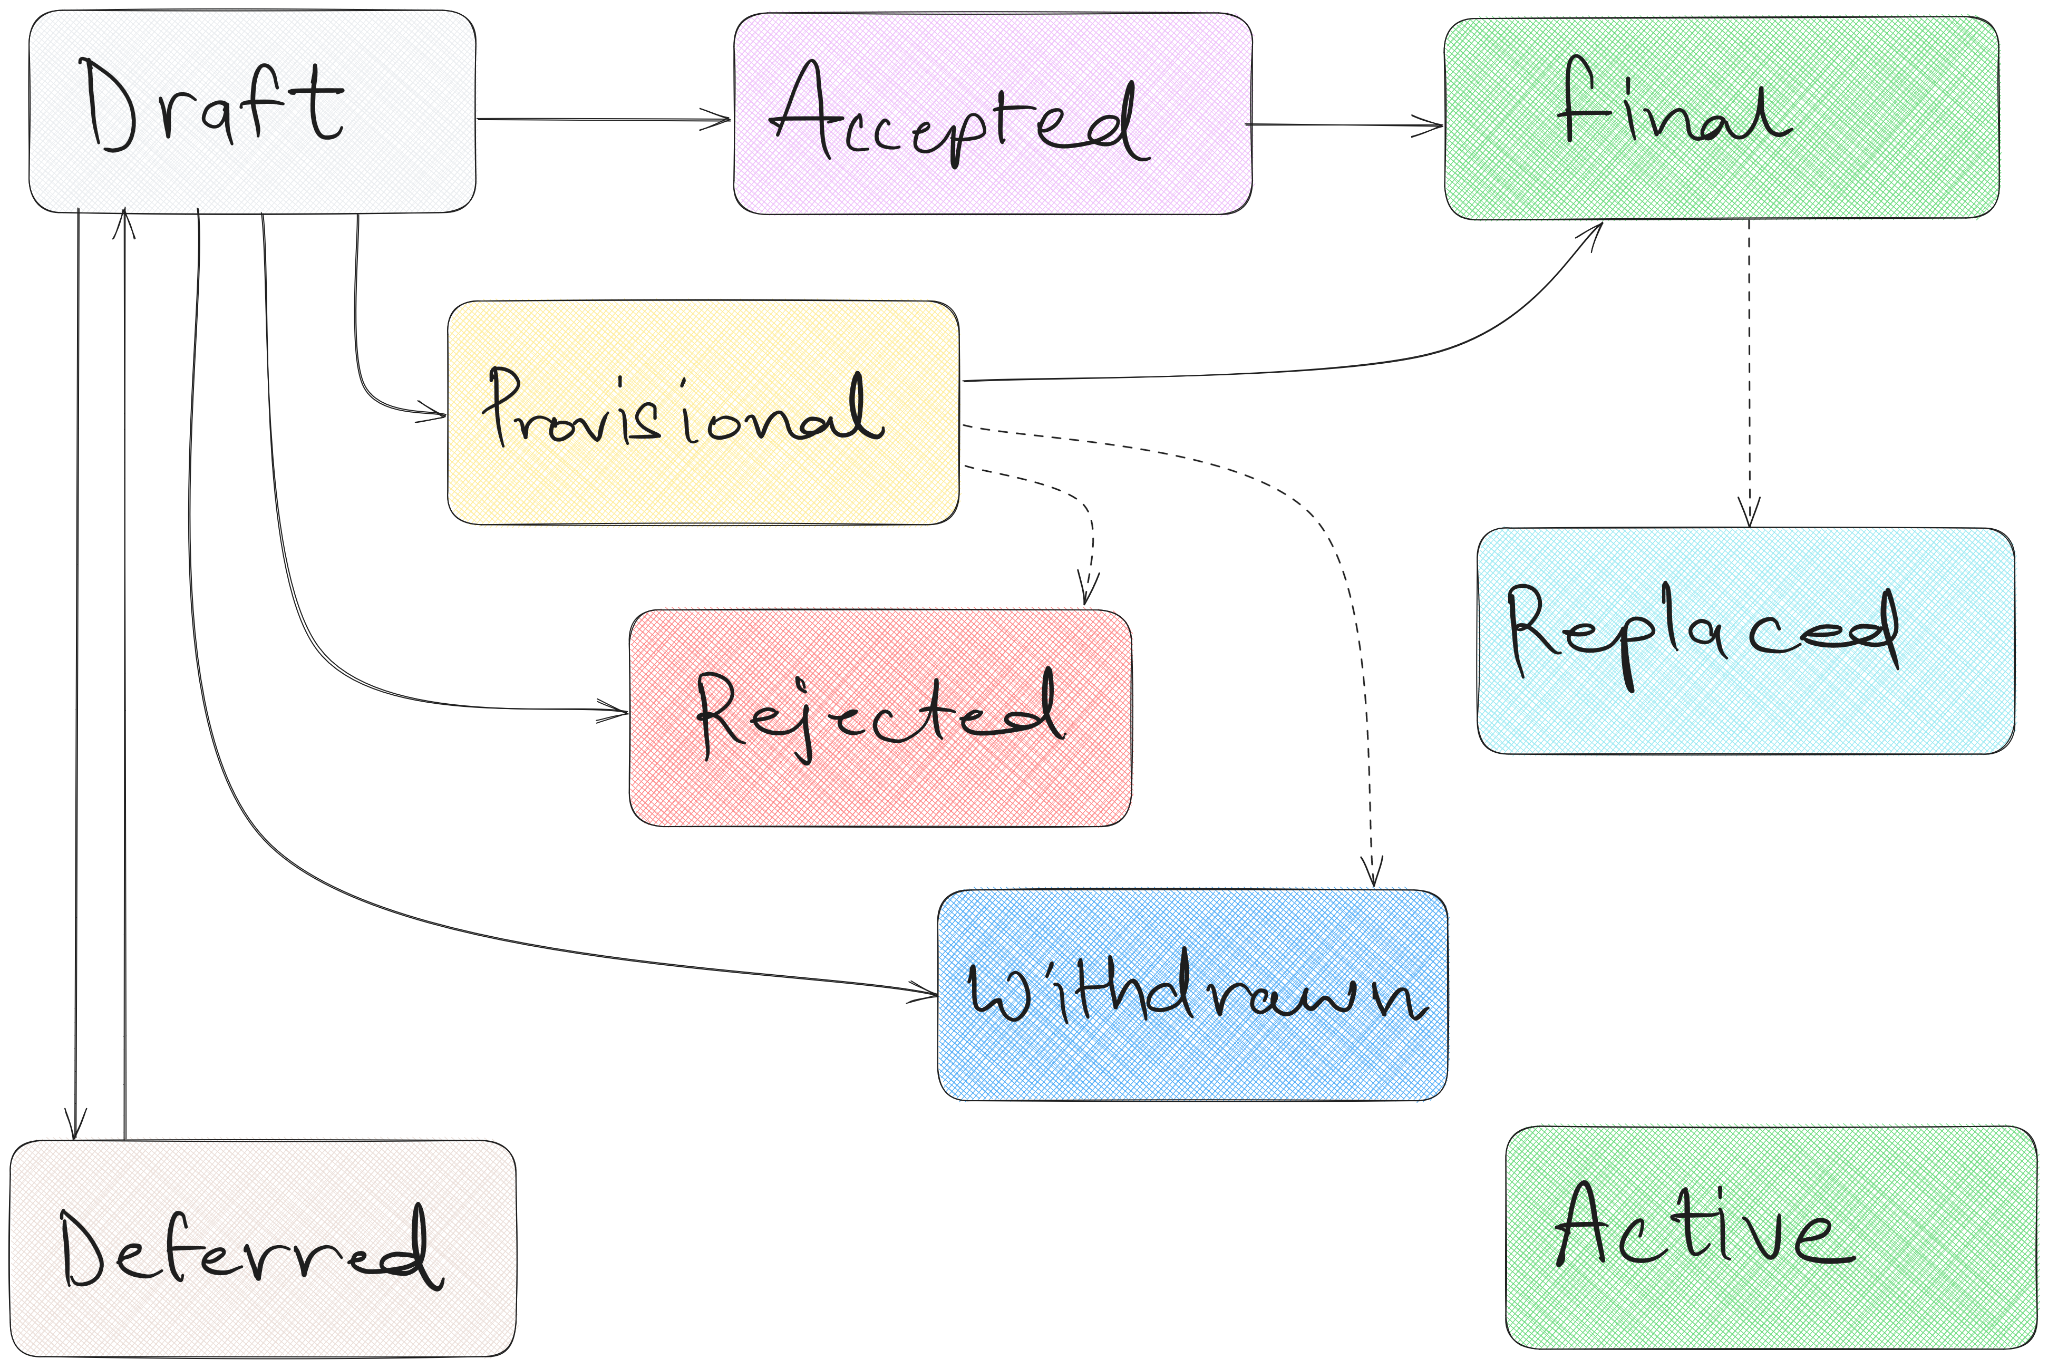 Draft
Accepted
Final
Provisional
Replaced
Rejected
Withdrawn
Deferred
Active